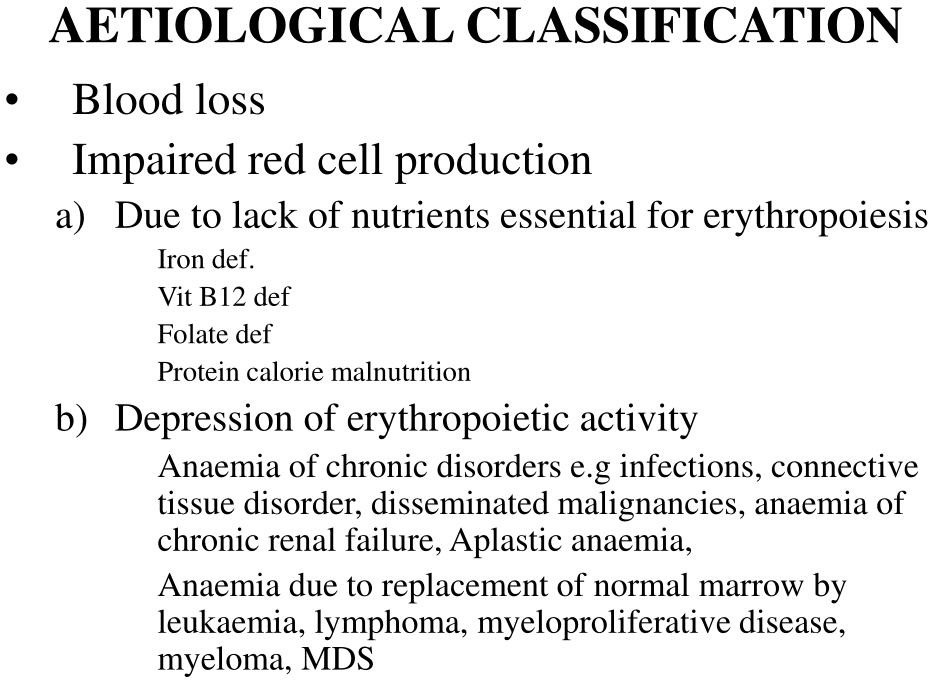 AETIOLOGICAL CLASSIFICATION
• Blood loss
• Impaired red cell production
a) Due to lack of nutrients essential for erythropoiesis
Iron def.
Vit B12 def
Folate def
Protein calorie malnutrition
b) Depression of erythropoietic activity
Anaemia of chronic disorders e.g infections, connective
tissue disorder, disseminated malignancies, anaemia of
chronic renal failure, Aplastic anaemia,
Anaemia due to replacement of normal marrow by
leukaemia, lymphoma, myeloproliferative disease,
myeloma, MDS